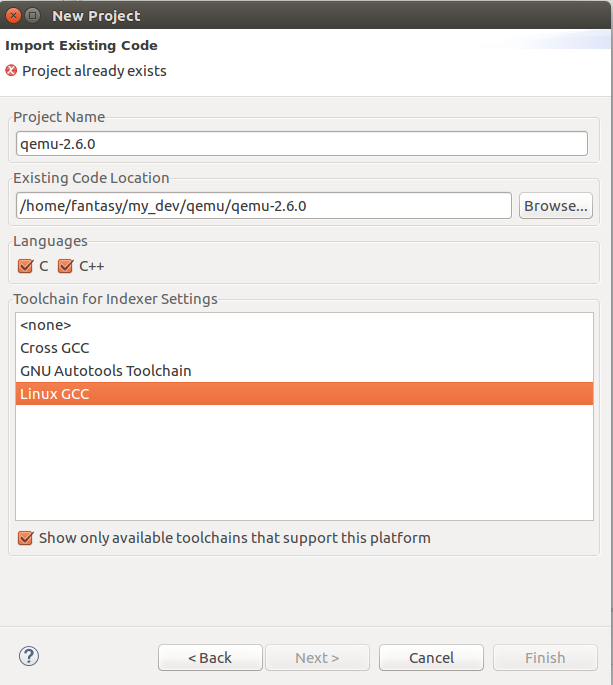 New Project
Import Existing Code
Project already exists
Project Name
qemu-2.6.0
Existing Code Location
/home/fantasy/my_dev/qemu/qemu-2.6.0
Browse...
Languages
C C++
Toolchain for Indexer Settings
<none>
Cross GCC
GNU Autotools Toolchain
Linux GCC
Show only available toolchains that support this platform
? < Back Next > Cancel Finish